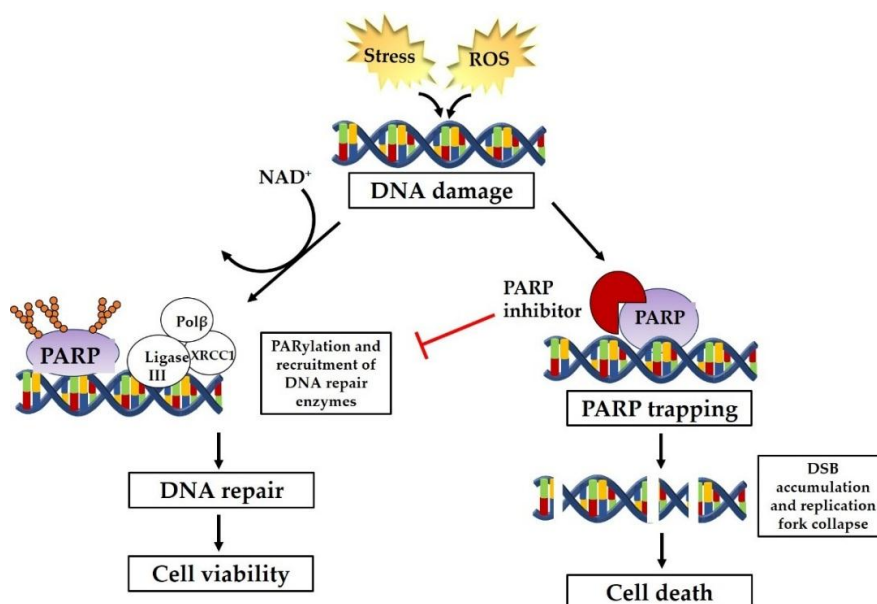 Stress
ROS
DNA damage
NAD⁺
PARP
inhibitor
PARP
PARP
Polβ
Ligase
III
XRCC1
PARylation and
recruitment of
DNA repair
enzymes
PARP trapping
DNA repair
DSB
accumulation
and replication
fork collapse
Cell viability
Cell death